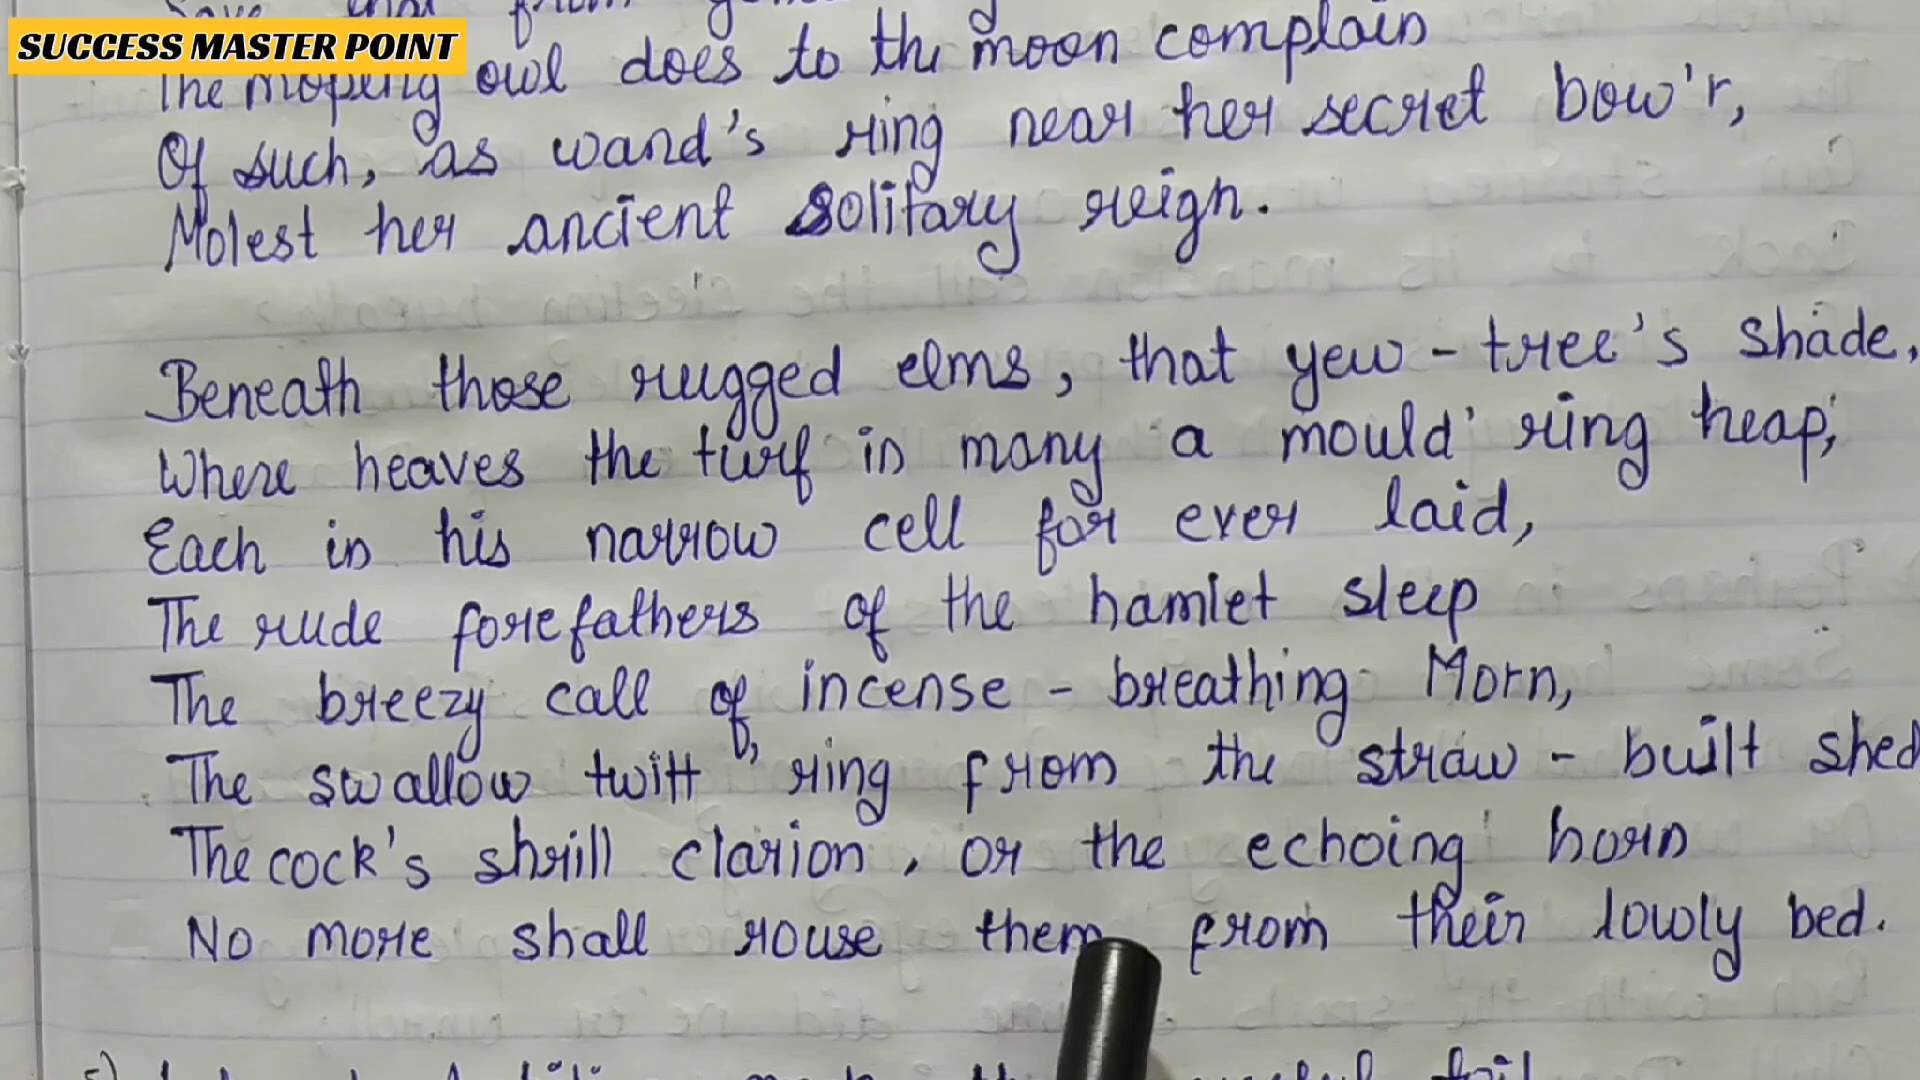 SUCCESS MASTER POINT
The moping owl does to the moon complain
Of such, as wand's ring near her secret bow'r,
Molest her ancient solitary reign.
Beneath those rugged elms, that yew - tree's shade,
Where heaves the turf in many a mould' ring heap,
Each in his narrow cell for ever laid,
The rude forefathers of the hamlet sleep
The breezy call of incense - breathing Morn,
The swallow twitt 'ring from the straw - built shed
The cock's shrill clarion, or the echoing horn
No more shall rouse them from their lowly bed.